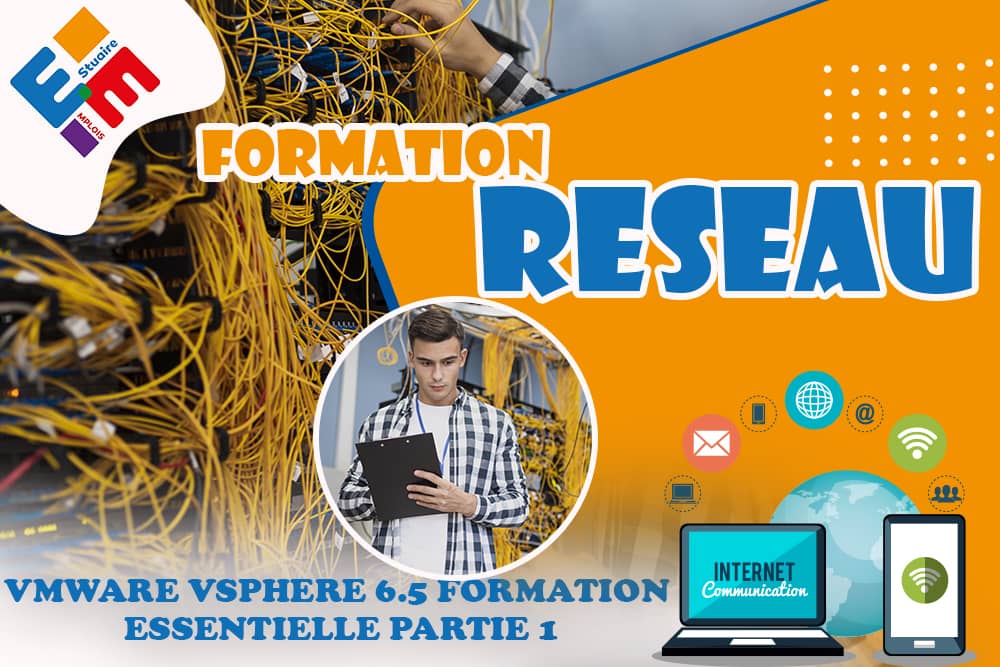 Stuaire
MPLOIS
FORMATION
RESEAU
@
INTERNET
Communication
VMWARE VSPHERE 6.5 FORMATION
ESSENTIELLE PARTIE 1